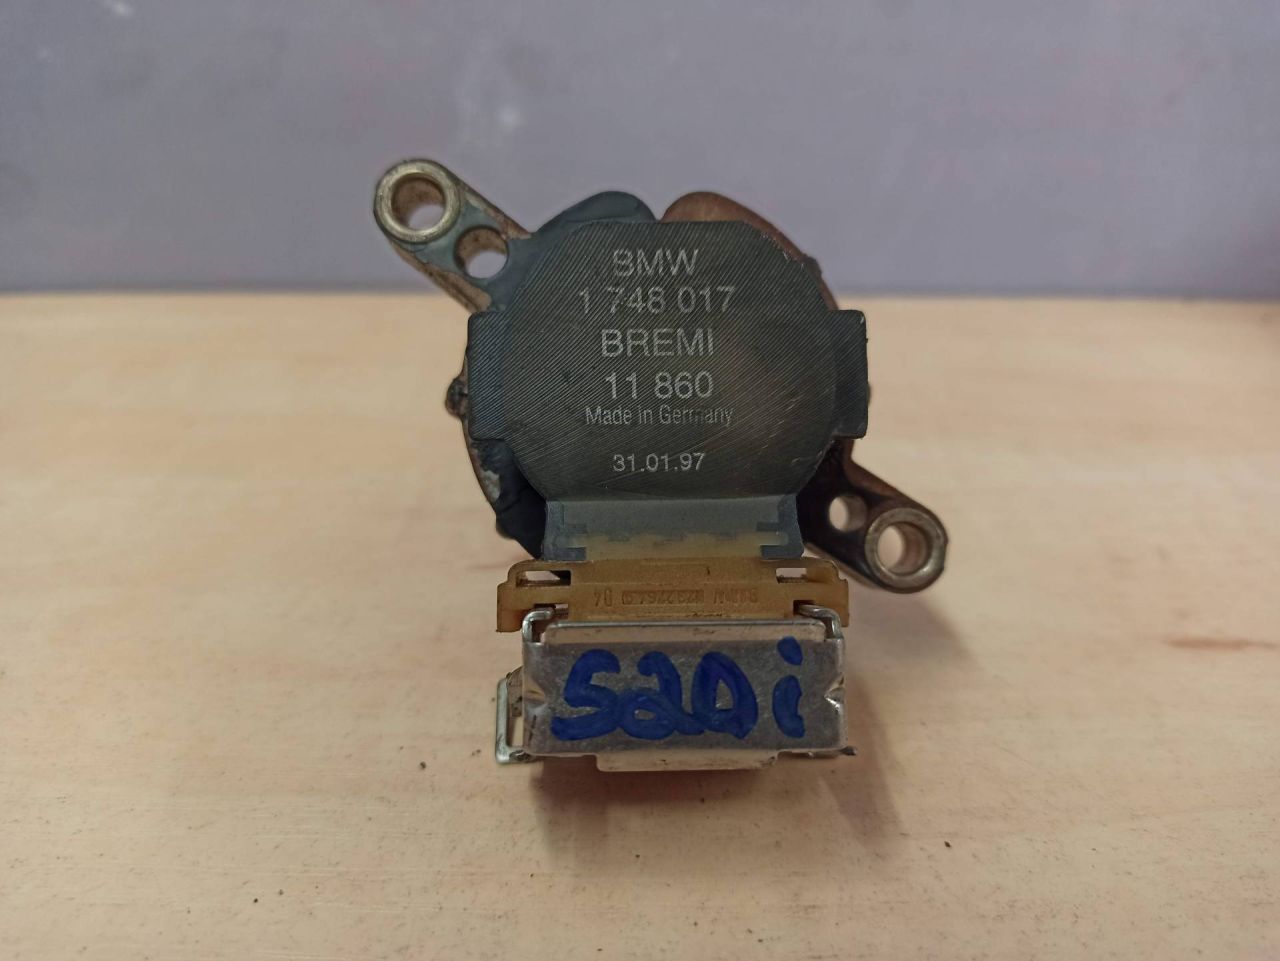 BMW
1 748 017
BREMI
11 860
Made in Germany
31.01.97
520i